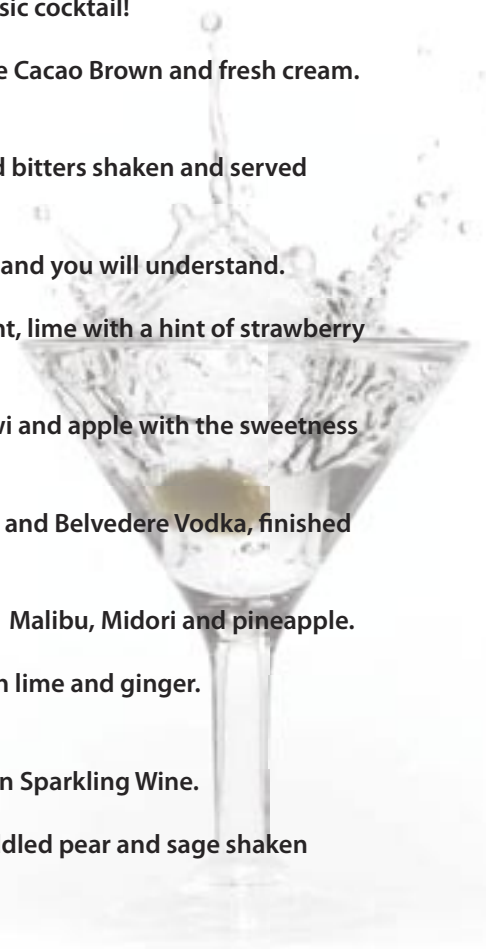 sic cocktail!
e Cacao Brown and fresh cream.
d bitters shaken and served
and you will understand.
nt, lime with a hint of strawberry
vi and apple with the sweetness
and Belvedere Vodka, finished
Malibu, Midori and pineapple.
n lime and ginger.
n Sparkling Wine.
dled pear and sage shaken